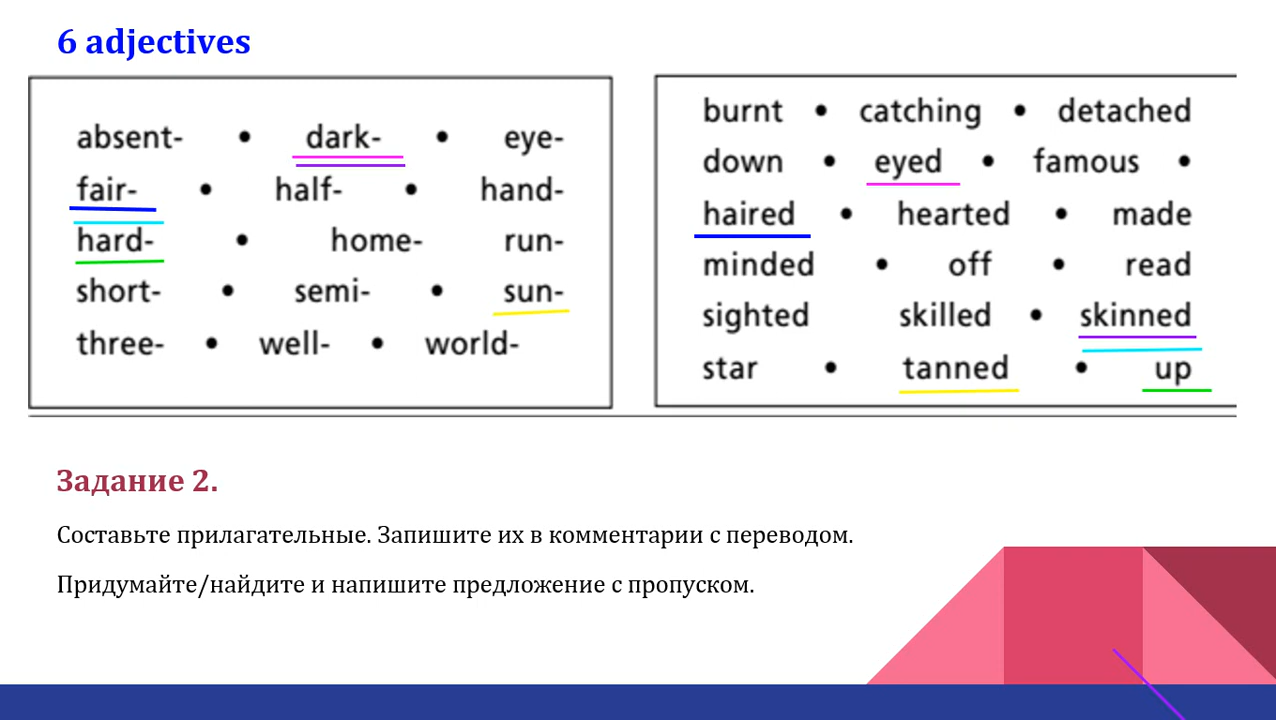 6 adjectives
absent- • dark- • eye-
fair- • half- • hand-
hard- • home- run-
short- • semi- • sun-
three- • well- • world-
burnt • catching • detached
down • eyed • famous •
haired • hearted • made
minded • off • read
sighted skilled • skinned
star • tanned • up
Задание 2.
Составьте прилагательные. Запишите их в комментарии с переводом.
Придумайте/найдите и напишите предложение с пропуском.